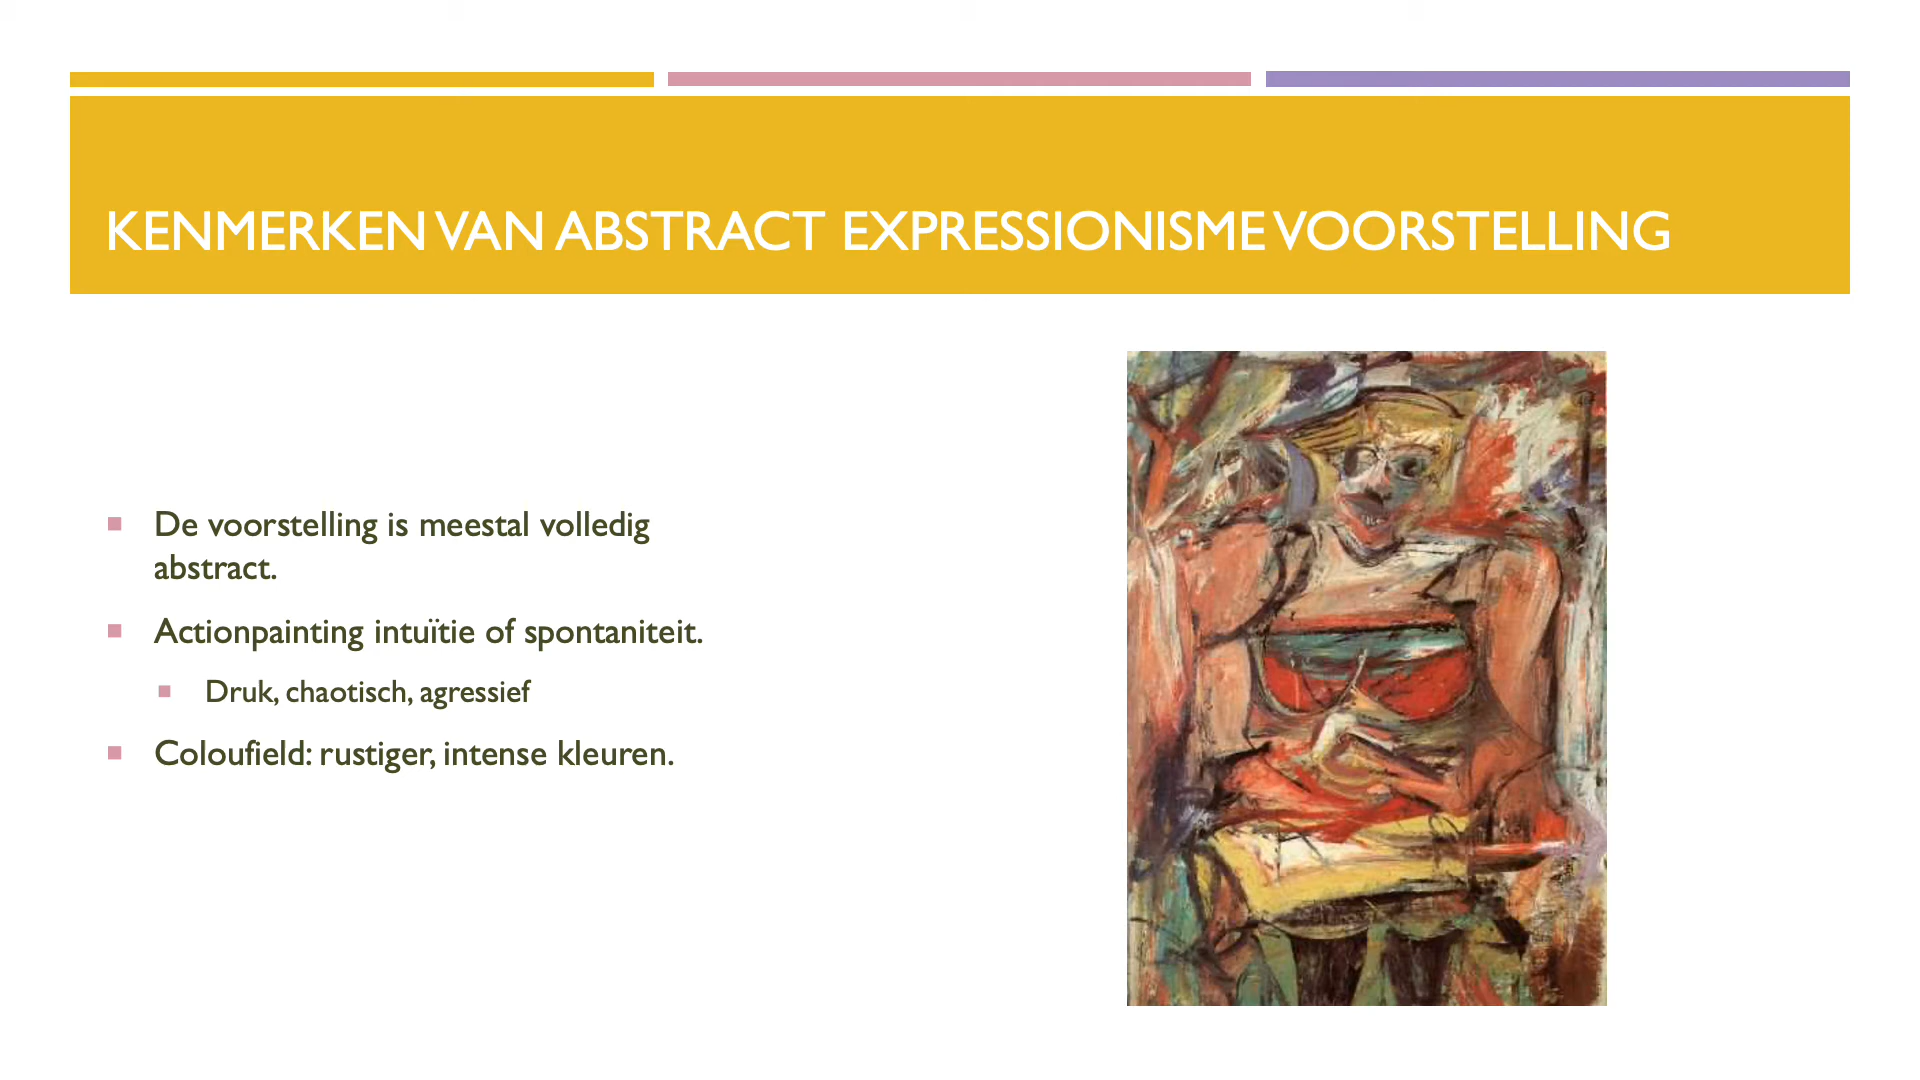 KENMERKEN VAN ABSTRACT EXPRESSIONISME VOORSTELLING
De voorstelling is meestal volledig
abstract.
Actionpainting intuïtie of spontaniteit.
Druk, chaotisch, agressief
Coloufield: rustiger, intense kleuren.